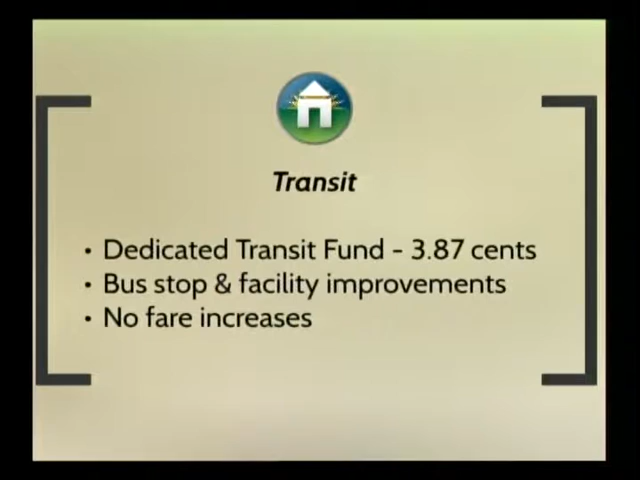 Transit
• Dedicated Transit Fund - 3.87 cents
• Bus stop & facility improvements
• No fare increases